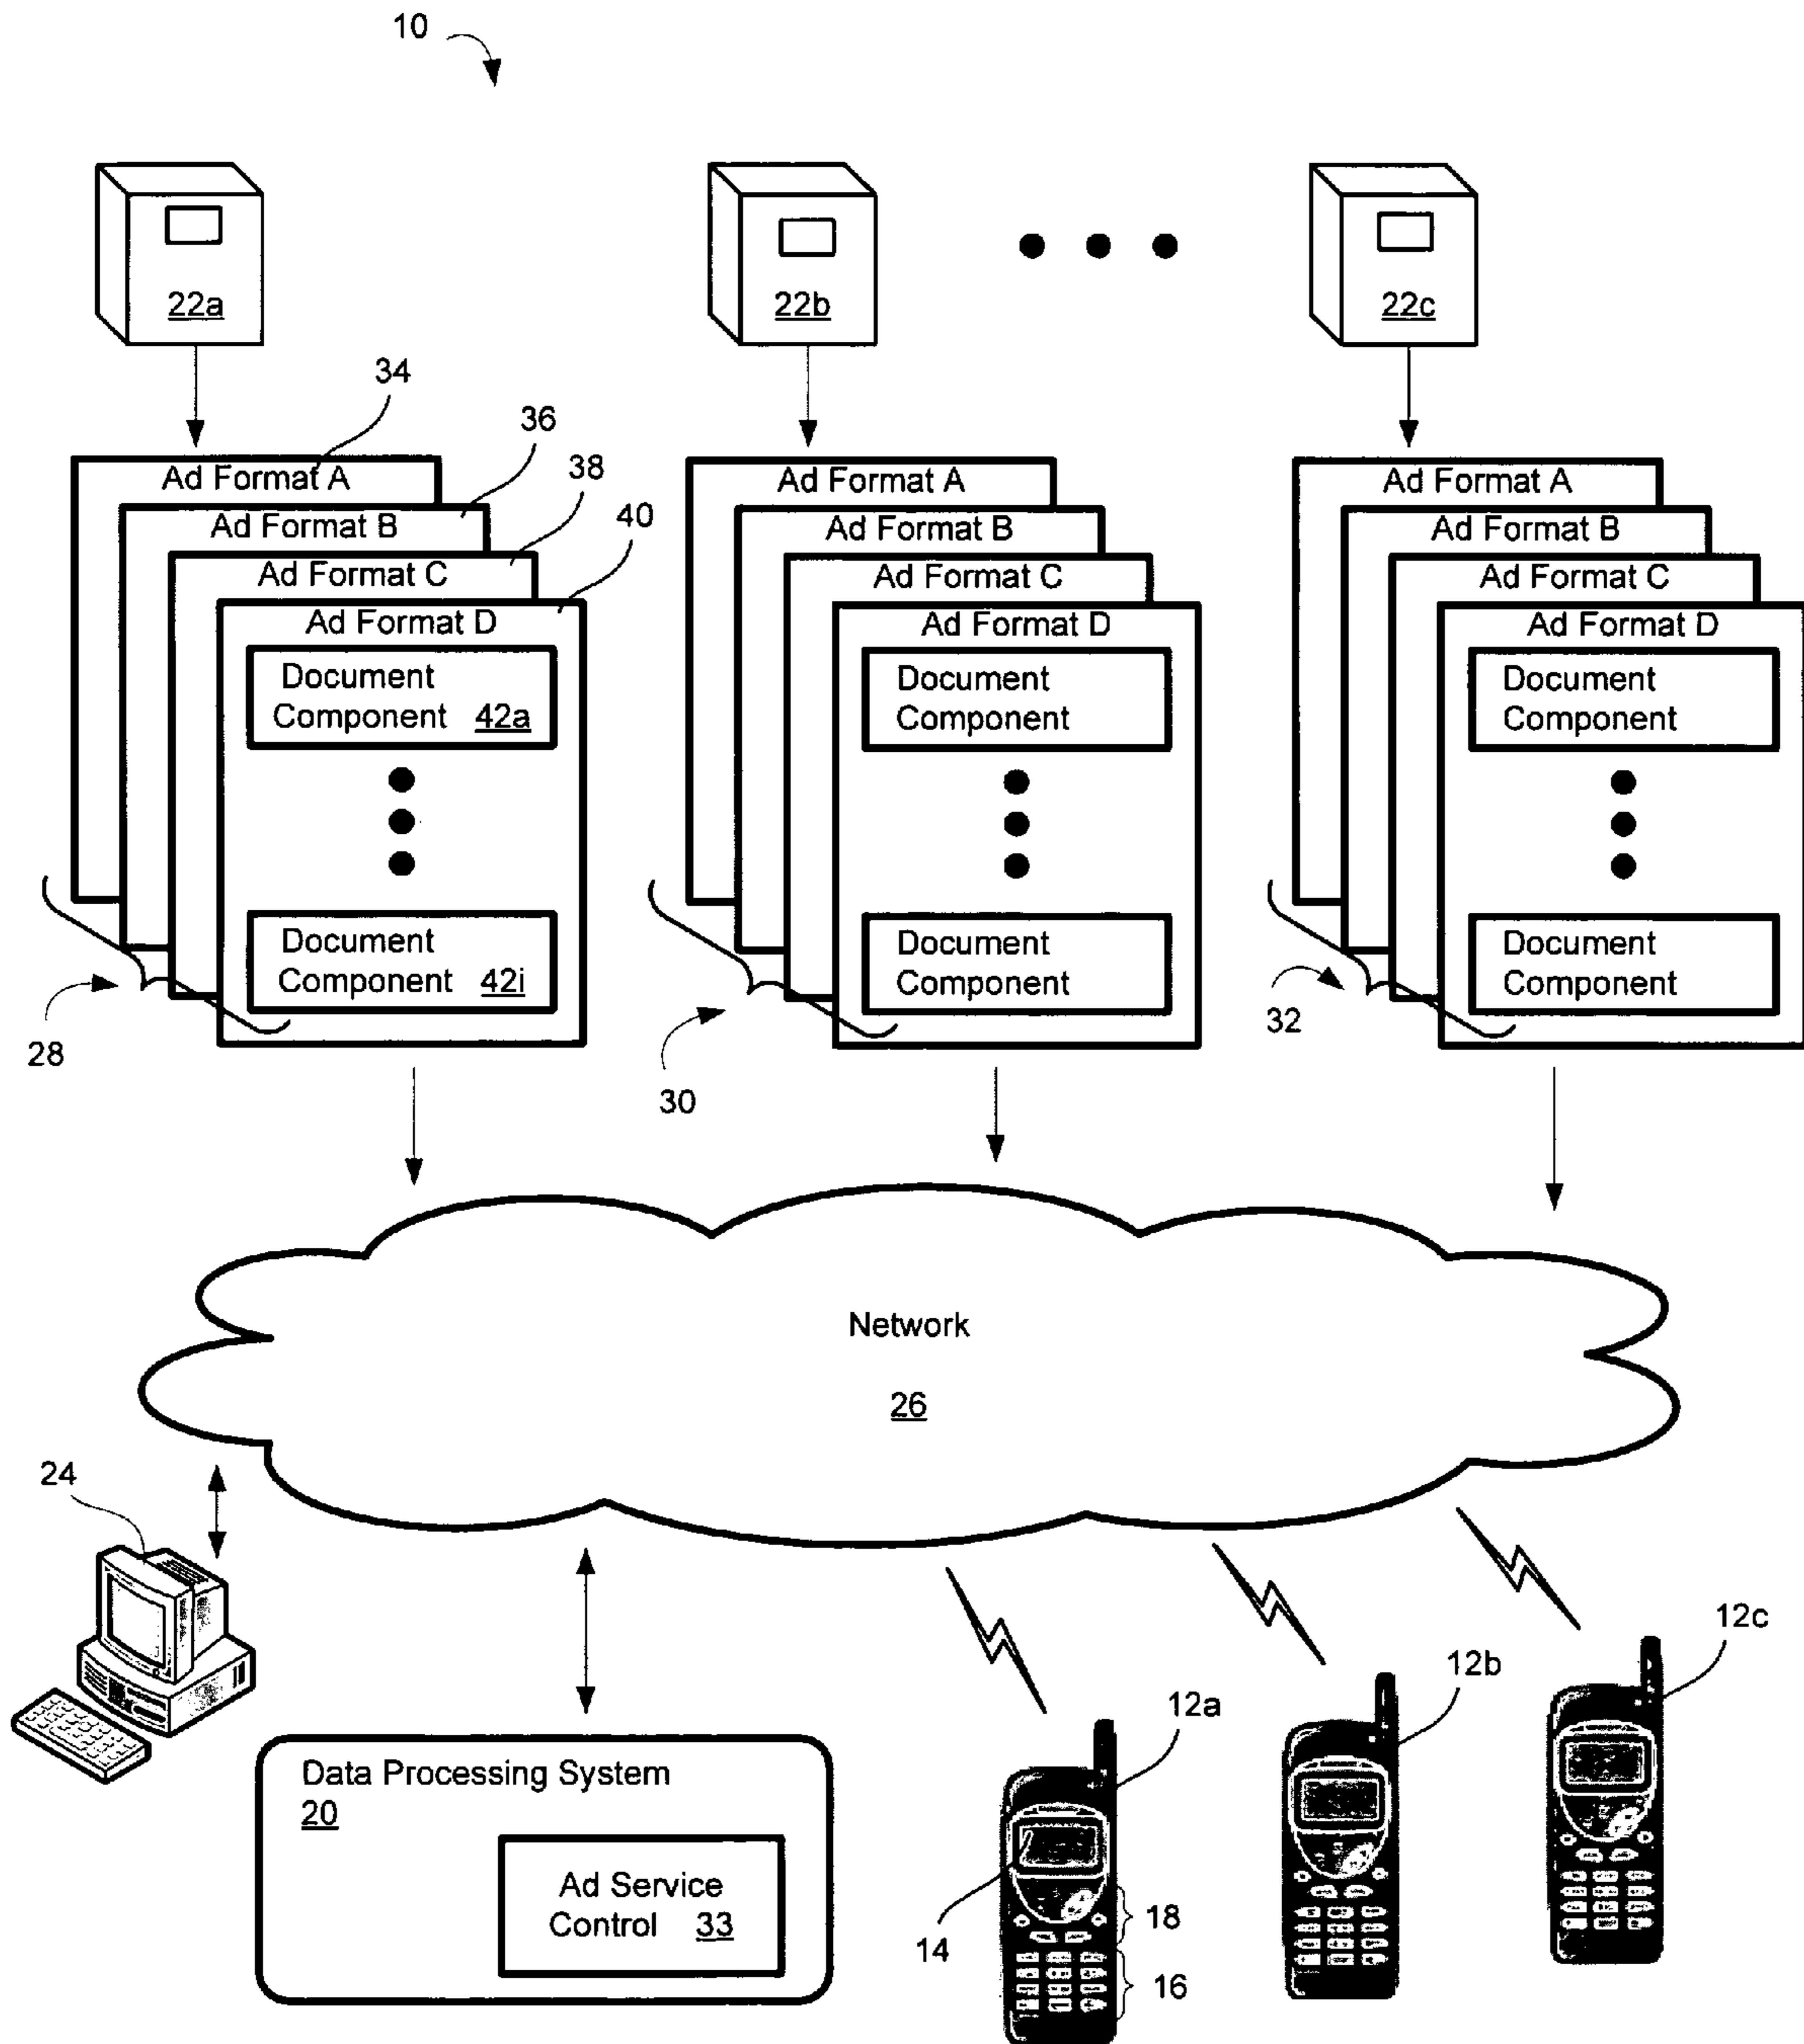 10
22a
22b
22c
34
36
38
40
Ad Format A
Ad Format B
Ad Format C
Ad Format D
Document
Component 42a
Document
Component 42i
28
Ad Format A
Ad Format B
Ad Format C
Ad Format D
Document
Component
Document
Component
30
Ad Format A
Ad Format B
Ad Format C
Ad Format D
Document
Component
Document
Component
32
Network
26
24
Data Processing System
20
Ad Service
Control 33
12a
12b
12c
14
18
16